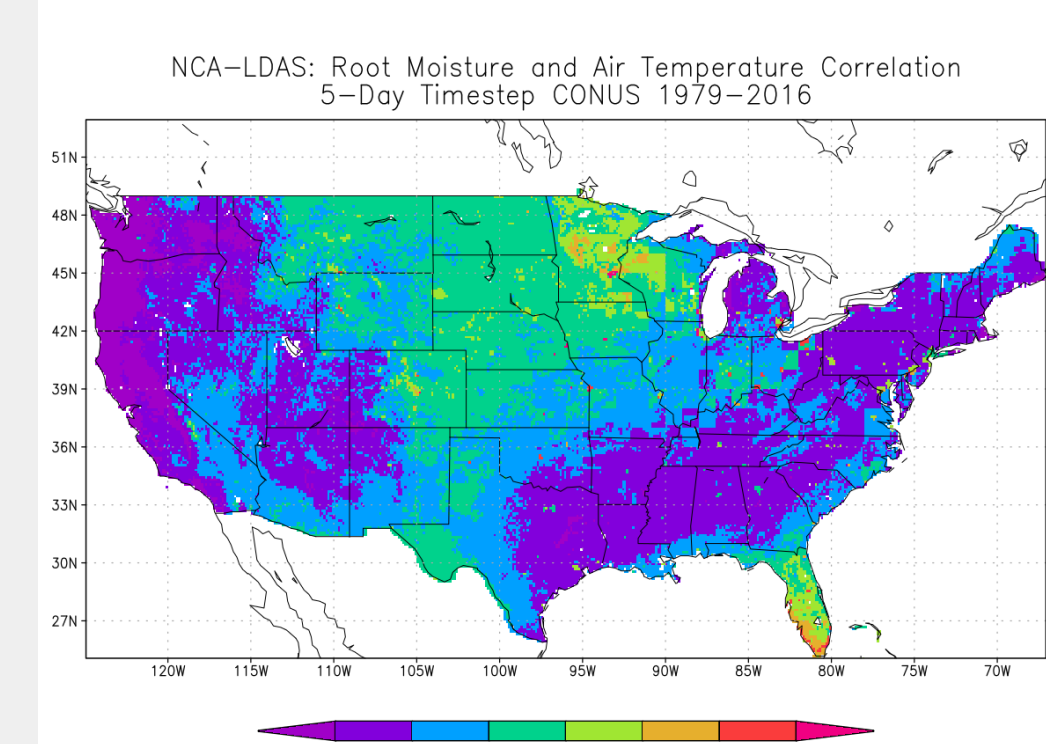 NCA-LDAS: Root Moisture and Air Temperature Correlation
5-Day Timestep CONUS 1979-2016
51N
48N
45N
42N
39N
36N
33N
30N
27N
120W 115W 110W 105W 100W 95W 90W 85W 80W 75W 70W